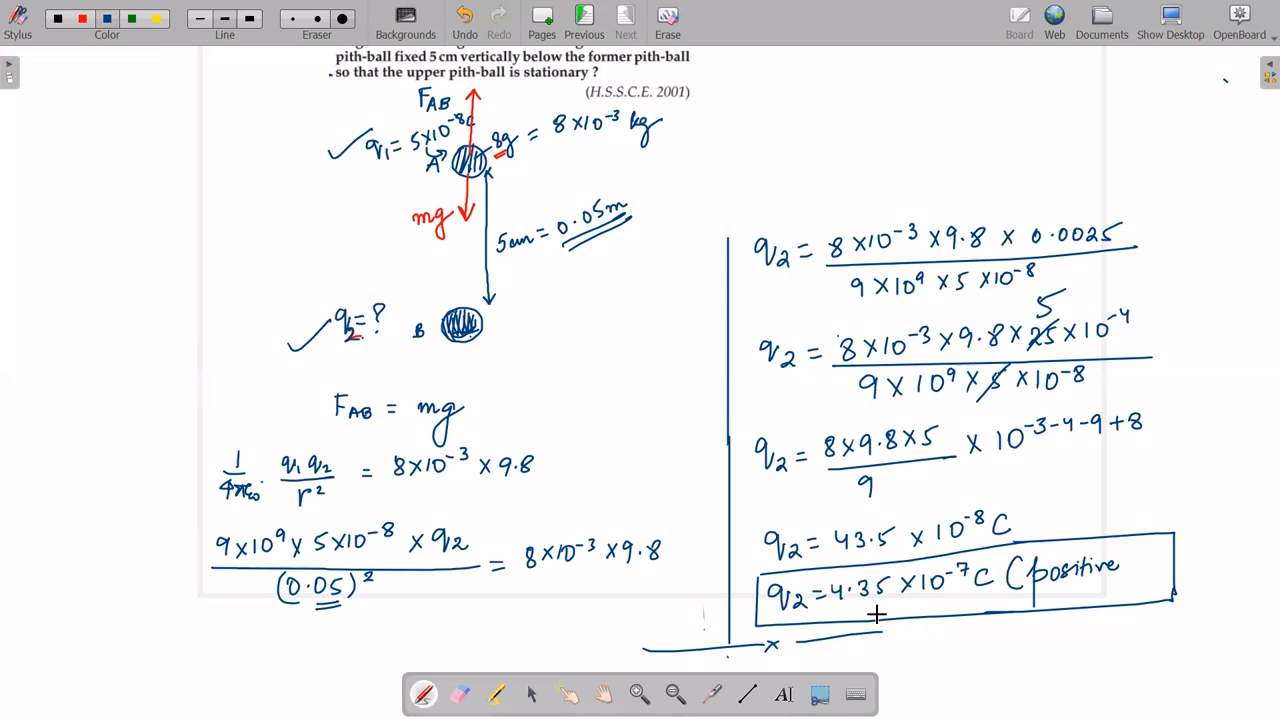 Stylus
Color
Line
Eraser
Backgrounds
Undo
Pages
Previous
Next
Erase
Board
Web
Documents
Show Desktop
OpenBoard
pith-ball fixed 5 cm vertically below the former pith-ball
so that the upper pith-ball is stationary ?
(H.S.S.C.E. 2001)
F_AB
q₁ = 5×10⁻⁸C
A
8g = 8×10⁻³ kg
mg
5cm = 0.05m
q₂ = ?
B
F_AB = mg
1/4πε₀ · q₁q₂/r² = 8×10⁻³ × 9.8
9×10⁹ × 5×10⁻⁸ × q₂ / (0.05)² = 8×10⁻³ × 9.8
q₂ = 8×10⁻³ × 9.8 × 0.0025 / 9×10⁹ × 5×10⁻⁸
5
q₂ = 8×10⁻³ × 9.8 × 25 × 10⁻⁴ / 9×10⁹ × 5 × 10⁻⁸
q₂ = 8×9.8×5 / 9 × 10⁻³⁻⁴⁻⁹⁺⁸
q₂ = 43.5 × 10⁻⁸ C
q₂ = 4.35 × 10⁻⁷ C (positive
x